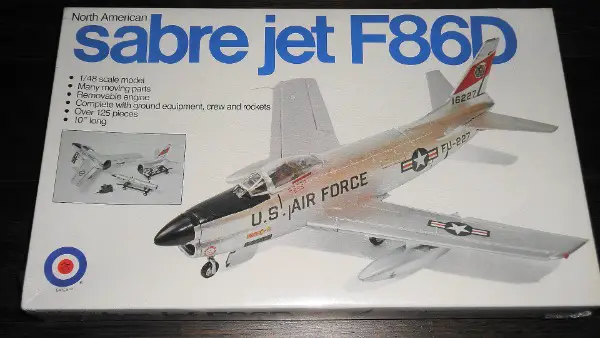 North American
sabre jet F86D
• 1/48 scale model
• Many moving parts
• Removable engine
• Complete with ground equipment, crew and rockets
• Over 125 pieces
• 10" long
16227
FU-227
U.S. AIR FORCE